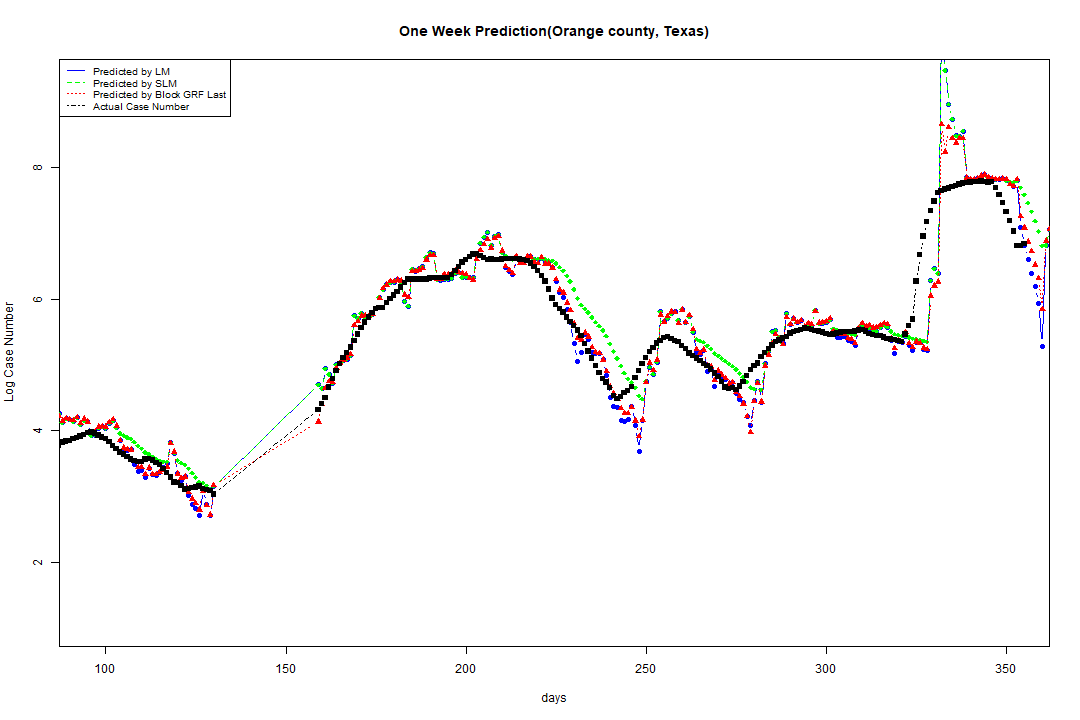 One Week Prediction(Orange county, Texas)
Predicted by LM
Predicted by SLM
Predicted by Block GRF Last
Actual Case Number
8
6
4
2
Log Case Number
100 150 200 250 300 350
days